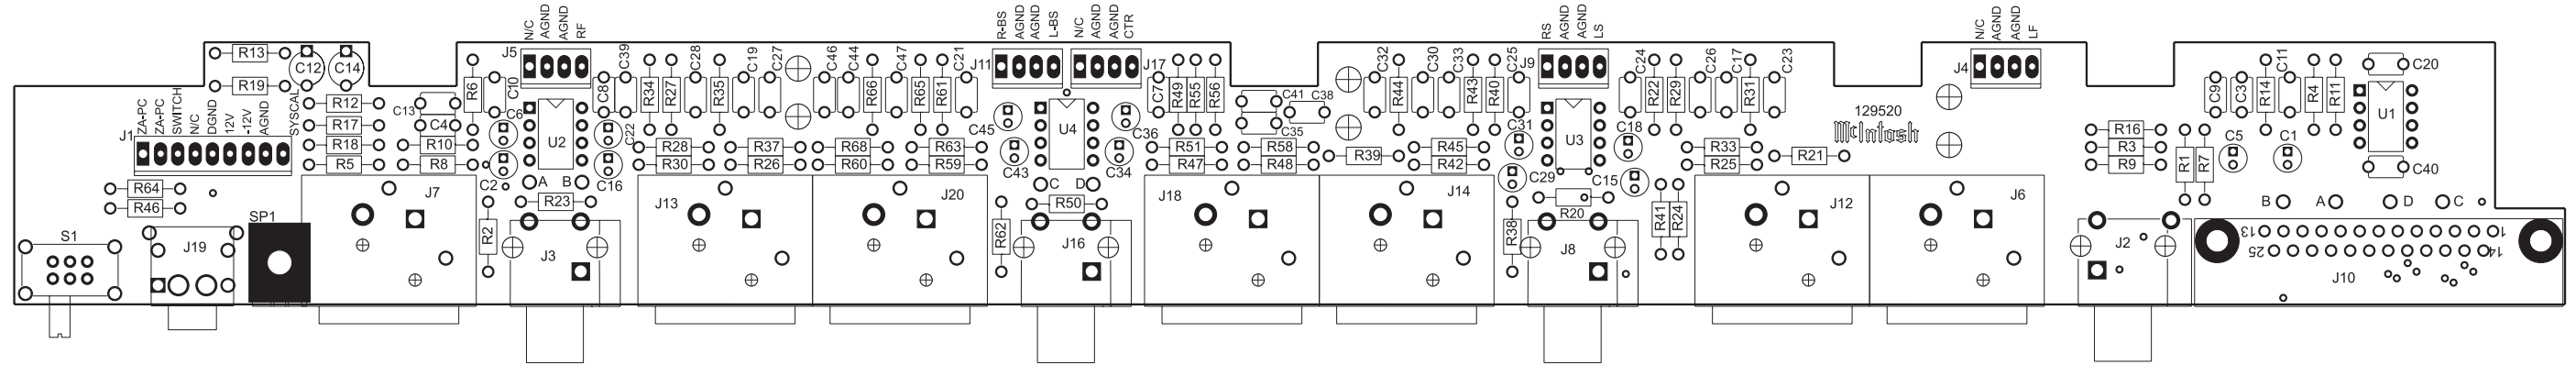 R13
R19
C12
C14
J1
ZA-PC
ZA-PC
SWITCH
N/C
DGND
12V
-12V
AGND
SYSCAL
R12
R17
R18
R5
C13
C4
R10
R8
R64
R46
S1
J19
SP1
J7
R6
C10
C6
C2
R2
J5
N/C
AGND
AGND
RF
U2
A
B
R23
J3
C8
C39
C22
C16
R34
R27
C28
R35
C19
C27
R28
R30
R37
R26
J13
C46
C44
R66
C47
R65
R61
C21
R68
R60
R63
R59
C45
J20
J11
R-BS
AGND
AGND
L-BS
N/C
AGND
AGND
CTR
J17
U4
C43
C36
C34
C
D
R50
R62
J16
C7
R49
R55
R56
C41
C38
C35
R51
R47
R58
R48
J18
R39
C32
R44
C30
C33
R43
R40
C25
R45
R42
J14
J9
RS
AGND
AGND
LS
C31
C29
U3
C18
C15
R20
R38
J8
C24
R22
R29
C26
C17
R31
C23
R33
R25
R21
R41
R24
J12
129520
McIntosh
J4
N/C
AGND
AGND
LF
J6
R16
R3
R9
R1
R7
J2
C9
C3
R14
C11
R4
R11
C5
C1
U1
C20
C40
B
A
D
C
13
1
25
14
J10